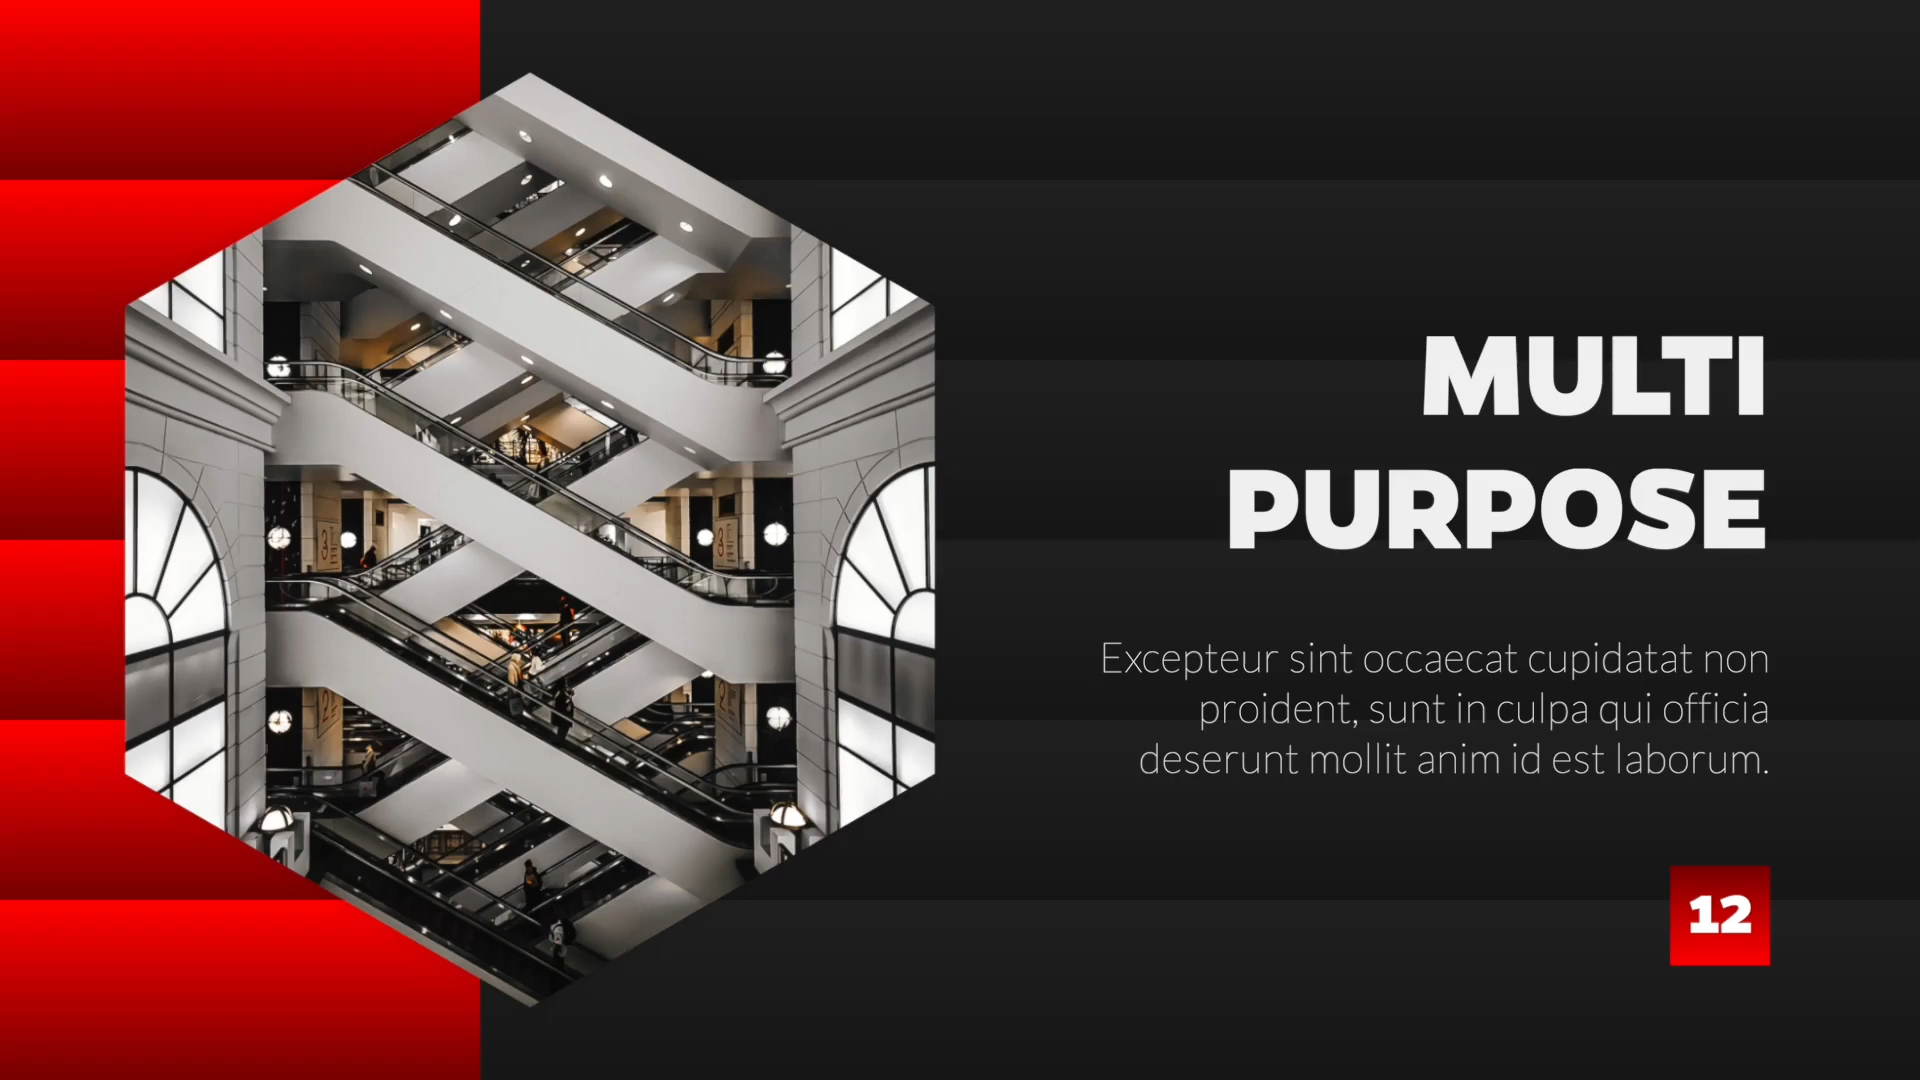 MULTI
PURPOSE
Excepteur sint occaecat cupidatat non
proident, sunt in culpa qui officia
deserunt mollit anim id est laborum.
12